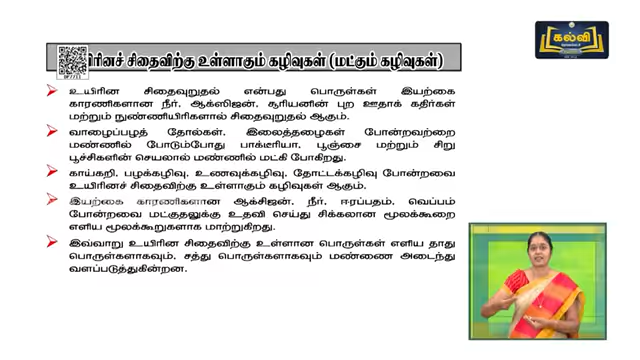 கல்வி
யிரினச் சிதைவிற்கு உள்ளாகும் கழிவுகள் (மட்கும் கழிவுகள்)
உயிரின சிதைவுறுதல் என்பது பொருள்கள் இயற்கை
காரணிகளான நீர், ஆக்ஸிஜன், சூரியனின் புற ஊதாக் கதிர்கள்
மற்றும் நுண்ணியிரிகளால் சிதைவுறுதல் ஆகும்.
வாழைப்பழத் தோல்கள், இலைத்தழைகள் போன்றவற்றை
மண்ணில் போடும்போது பாக்டீரியா, பூஞ்சை மற்றும் சிறு
பூச்சிகளின் செயலால் மண்ணில் மட்கி போகிறது.
காய்கறி, பழக்கழிவு, உணவுக்கழிவு, தோட்டக்கழிவு போன்றவை
உயிரினச் சிதைவிற்கு உள்ளாகும் கழிவுகள் ஆகும்.
இயற்கை காரணிகளான ஆக்சிஜன், நீர், ஈரப்பதம், வெப்பம்
போன்றவை மட்குதலுக்கு உதவி செய்து சிக்கலான மூலக்கூறை
எளிய மூலக்கூறுகளாக மாற்றுகிறது.
இவ்வாறு உயிரின சிதைவிற்கு உள்ளான பொருள்கள் எளிய தாது
பொருள்களாகவும், சத்து பொருள்களாகவும் மண்ணை அடைந்து
வளப்படுத்துகின்றன.